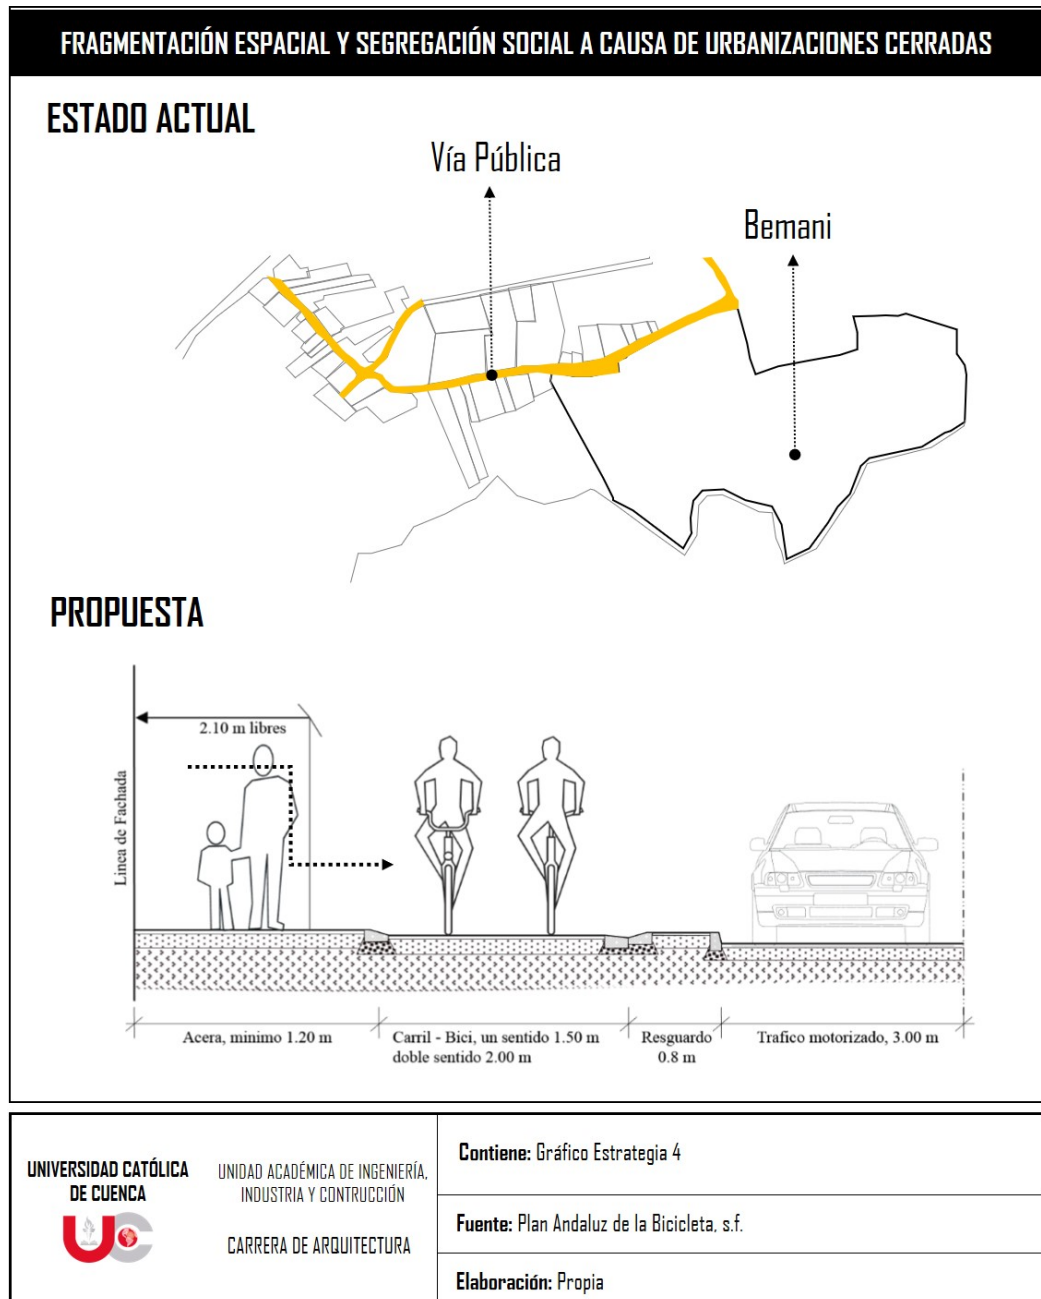 FRAGMENTACIÓN ESPACIAL Y SEGREGACIÓN SOCIAL A CAUSA DE URBANIZACIONES CERRADAS
ESTADO ACTUAL
Vía Pública
Bemani
PROPUESTA
2.10 m libres
Linea de Fachada
Acera, minimo 1.20 m
Carril - Bici, un sentido 1.50 m
doble sentido 2.00 m
Resguardo
0.8 m
Trafico motorizado, 3.00 m
UNIVERSIDAD CATÓLICA
DE CUENCA
UC
UNIDAD ACADÉMICA DE INGENIERÍA,
INDUSTRIA Y CONTRUCCIÓN
CARRERA DE ARQUITECTURA
Contiene: Gráfico Estrategia 4
Fuente: Plan Andaluz de la Bicicleta, s.f.
Elaboración: Propia